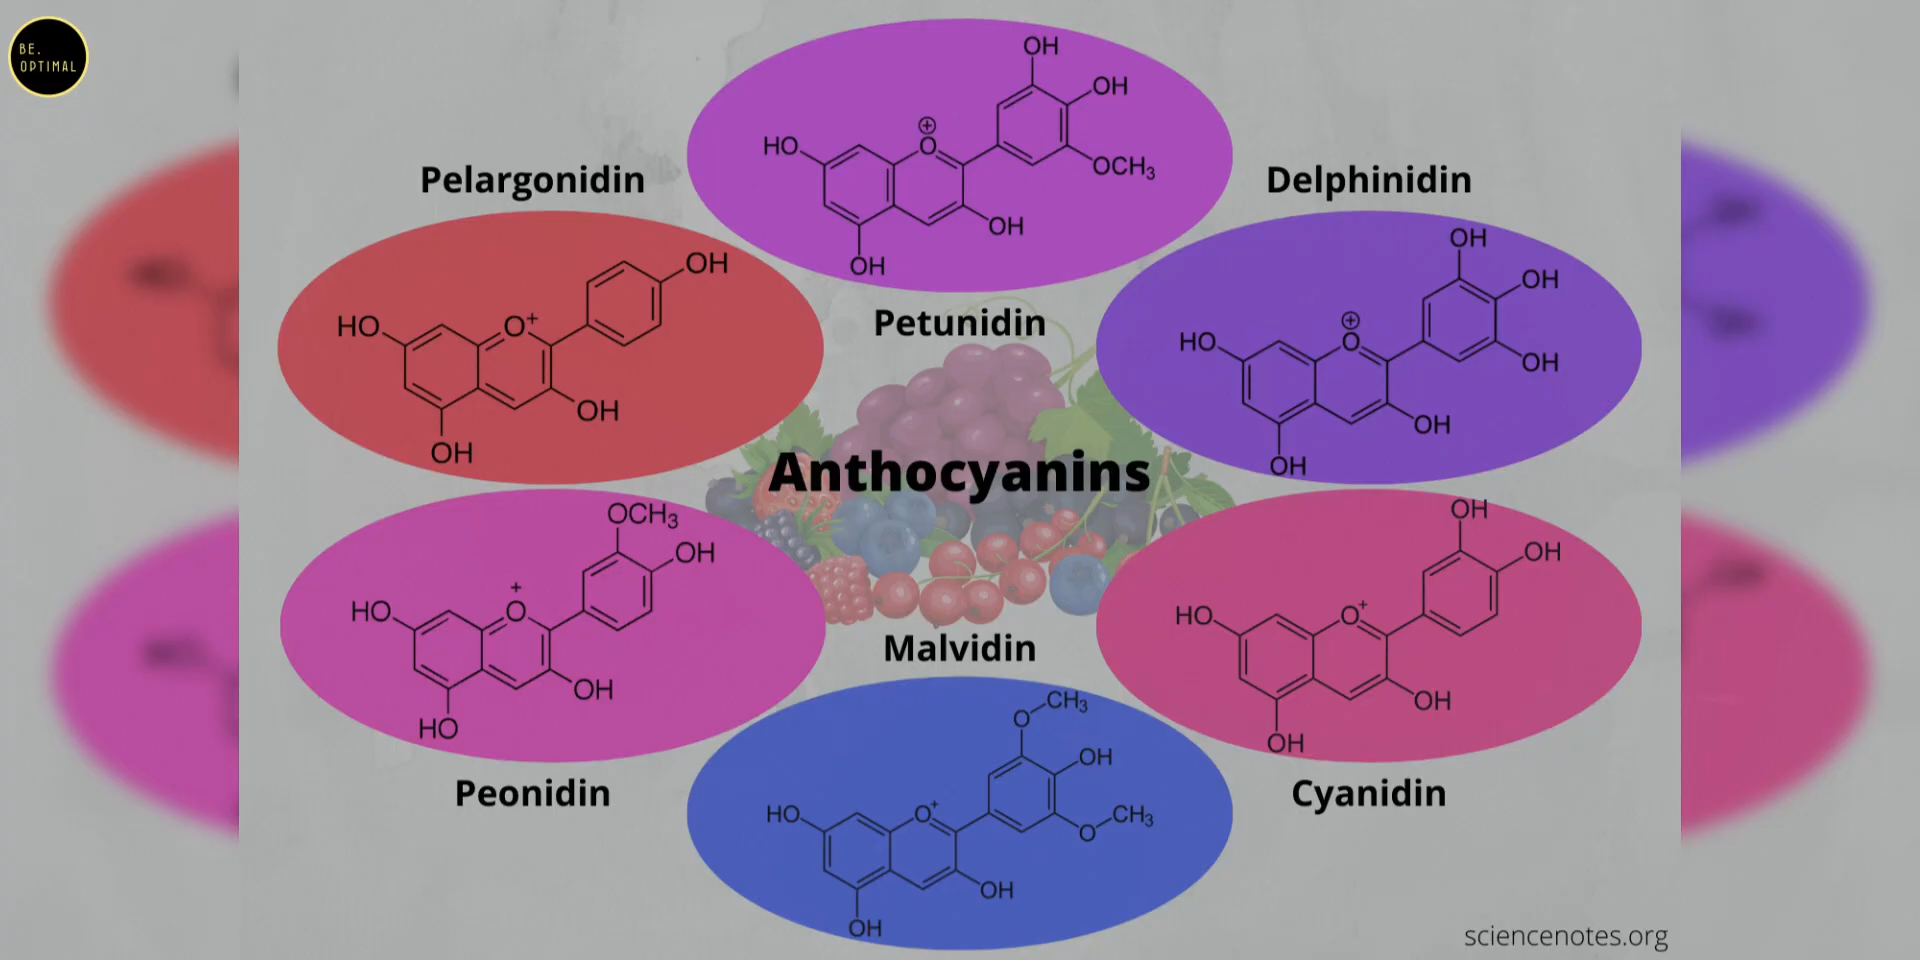 BE.
OPTIMAL
OH
OH
HO
O
+
OCH3
OH
OH
Petunidin
Pelargonidin
OH
HO
O+
OH
OH
Delphinidin
OH
OH
HO
O
+
OH
OH
OH
Anthocyanins
OCH3
OH
HO
O
+
OH
HO
Peonidin
OH
OH
HO
O+
OH
OH
Cyanidin
Malvidin
CH3
O
OH
HO
O+
O
CH3
OH
OH
sciencenotes.org